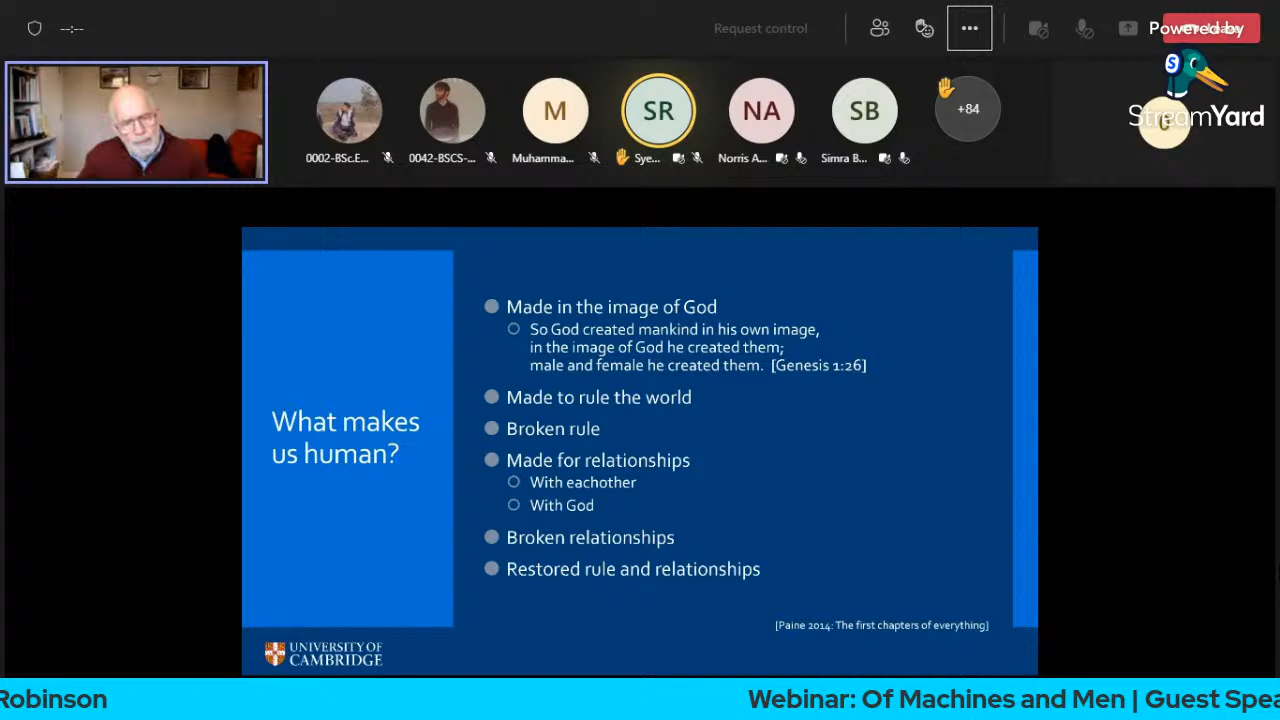 --:--
Request control
Powered by
StreamYard
M
SR
NA
SB
+84
0002-BSc.E...
0042-BSCS-...
Muhamma...
Sye...
Norris A...
Simra B...
What makes
us human?
Made in the image of God
So God created mankind in his own image,
in the image of God he created them;
male and female he created them. [Genesis 1:26]
Made to rule the world
Broken rule
Made for relationships
With eachother
With God
Broken relationships
Restored rule and relationships
[Paine 2014: The first chapters of everything]
UNIVERSITY OF
CAMBRIDGE
Robinson
Webinar: Of Machines and Men | Guest Spea